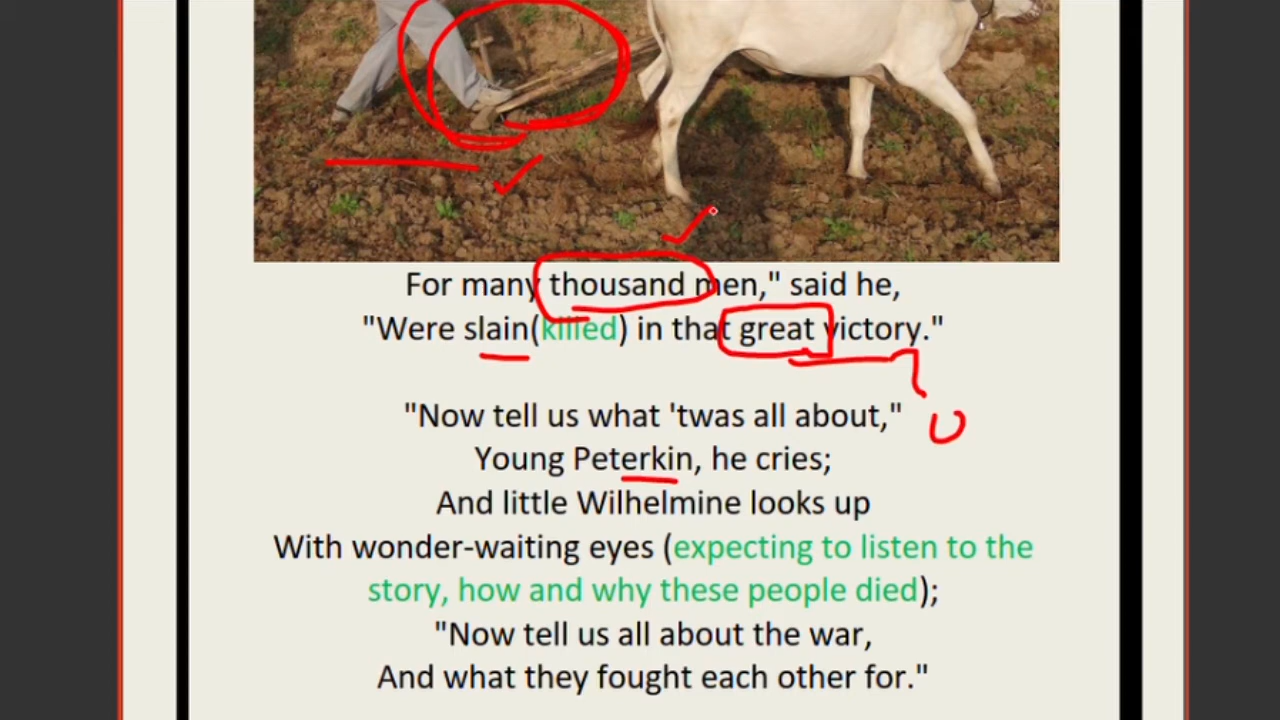 For many thousand men," said he,
"Were slain(killed) in that great victory."
"Now tell us what 'twas all about,"
Young Peterkin, he cries;
And little Wilhelmine looks up
With wonder-waiting eyes (expecting to listen to the
story, how and why these people died);
"Now tell us all about the war,
And what they fought each other for."